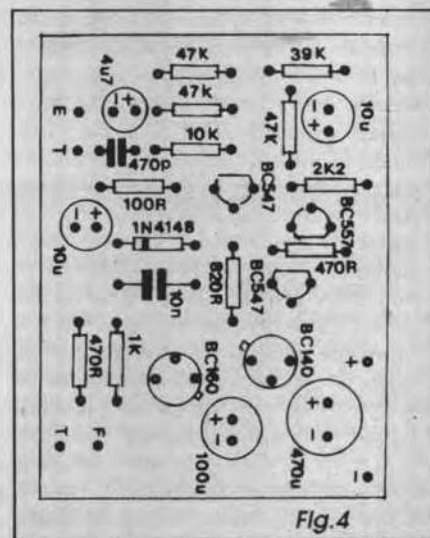 47K
39K
4u7
- +
E
47k
47K
-
+
10u
T
470p
10K
BC547
2K2
100R
BC557
- +
10u
1N4148
470R
10n
820R
BC547
470R
1K
BC160
BC140
+
+
-
100u
+
-
470u
T
F
-
Fig.4